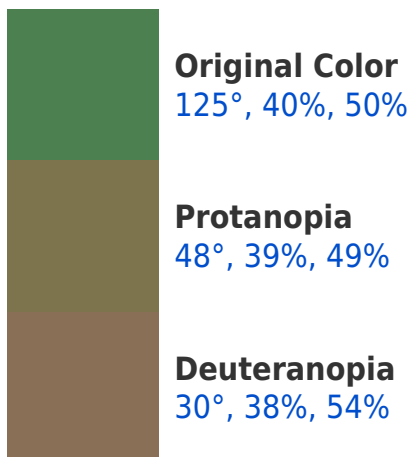 Original Color
125°, 40%, 50%
Protanopia
48°, 39%, 49%
Deuteranopia
30°, 38%, 54%